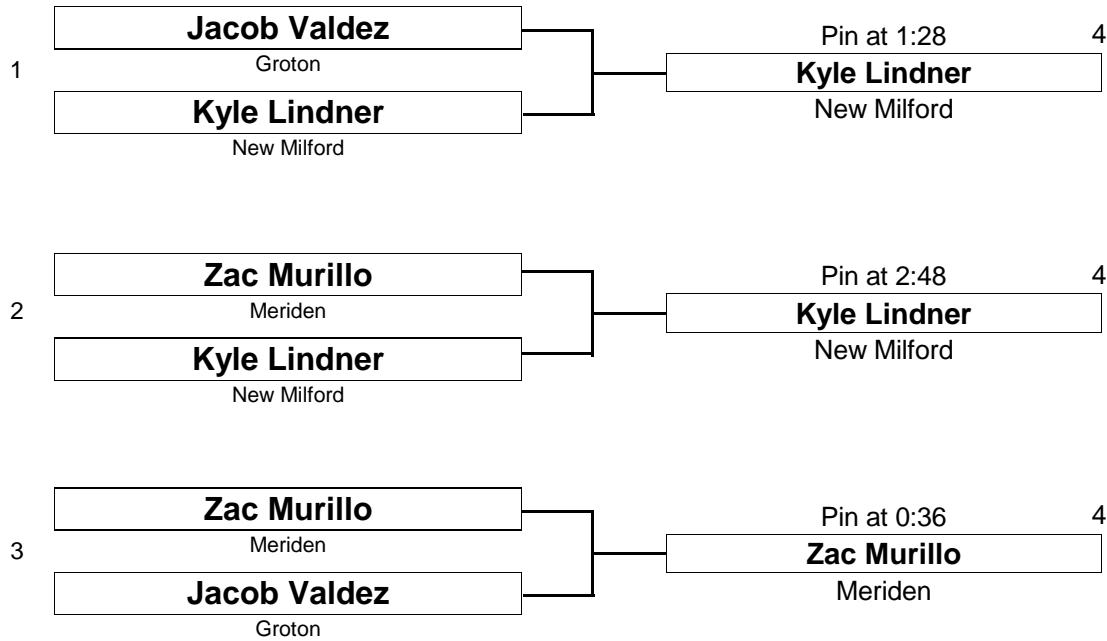 Jacob Valdez
Groton
1
Kyle Lindner
New Milford
Pin at 1:28 4
Kyle Lindner
New Milford
Zac Murillo
Meriden
2
Kyle Lindner
New Milford
Pin at 2:48 4
Kyle Lindner
New Milford
Zac Murillo
Meriden
3
Jacob Valdez
Groton
Pin at 0:36 4
Zac Murillo
Meriden